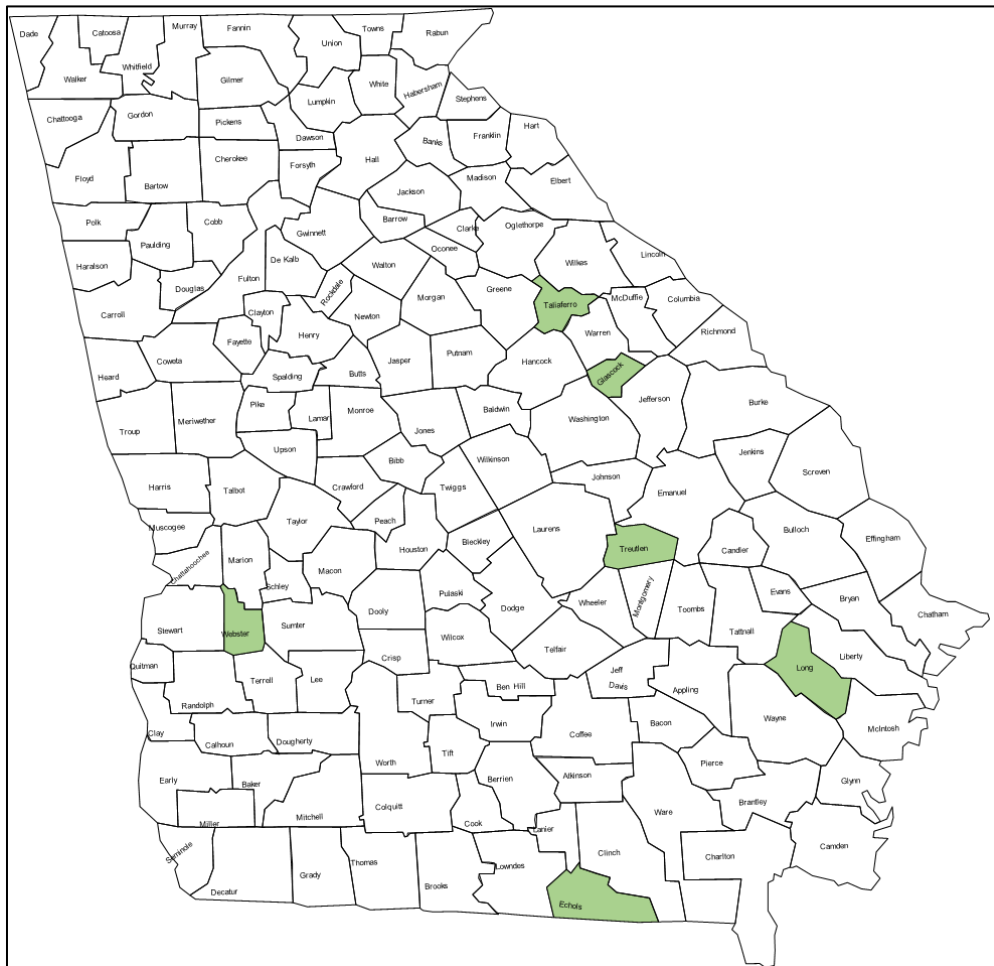 Dade
Catoosa
Murray
Fannin
Towns
Rabun
Union
Whitfield
Walker
Gilmer
White
Habersham
Stephens
Lumpkin
Chattooga
Gordon
Pickens
Dawson
Banks
Franklin
Hart
Cherokee
Forsyth
Hall
Madison
Elbert
Floyd
Bartow
Jackson
Polk
Cobb
Barrow
Clarke
Oglethorpe
Paulding
Gwinnett
Oconee
Haralson
De Kalb
Walton
Wilkes
Lincoln
Fulton
Douglas
Rockdale
Morgan
Greene
Taliaferro
McDuffie
Columbia
Carroll
Clayton
Newton
Richmond
Henry
Warren
Fayette
Coweta
Jasper
Putnam
Hancock
Heard
Spalding
Butts
Glascock
Jefferson
Burke
Pike
Lamar
Monroe
Baldwin
Troup
Meriwether
Washington
Jones
Upson
Jenkins
Bibb
Wilkinson
Screven
Harris
Talbot
Crawford
Twiggs
Johnson
Emanuel
Taylor
Peach
Muscogee
Laurens
Bulloch
Houston
Bleckley
Treutlen
Candler
Effingham
Chattahoochee
Marion
Macon
Schley
Pulaski
Montgomery
Evans
Dooly
Dodge
Wheeler
Toombs
Bryan
Chatham
Stewart
Webster
Sumter
Wilcox
Tattnall
Telfair
Crisp
Liberty
Quitman
Long
Terrell
Lee
Ben Hill
Jeff
Davis
Appling
Randolph
Turner
Wayne
Irwin
Bacon
McIntosh
Clay
Calhoun
Dougherty
Coffee
Tift
Worth
Pierce
Early
Baker
Berrien
Atkinson
Glynn
Colquitt
Brantley
Ware
Miller
Mitchell
Cook
Lanier
Camden
Seminole
Clinch
Charlton
Thomas
Lowndes
Grady
Decatur
Brooks
Echols